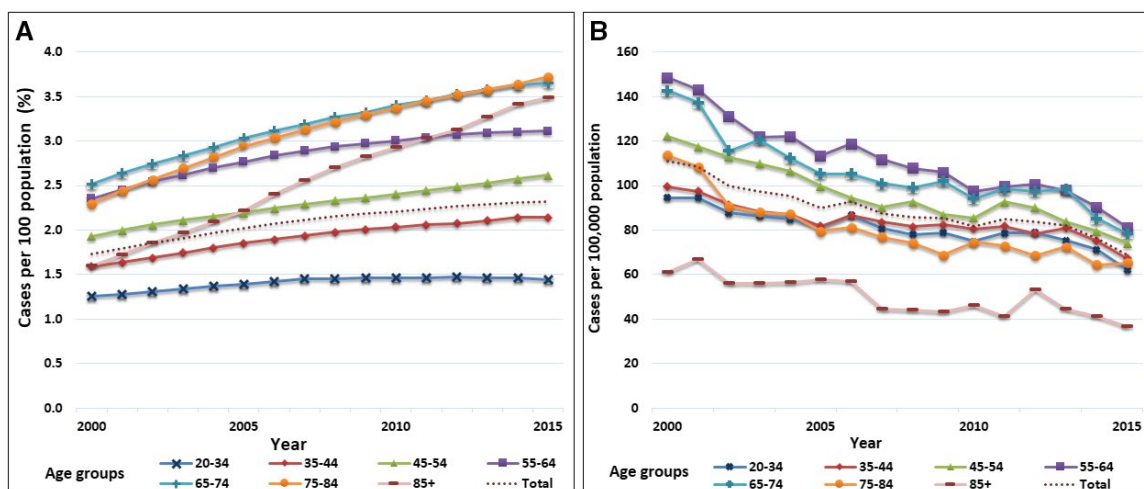 A
Cases per 100 population (%)
4.0
3.5
3.0
2.5
2.0
1.5
1.0
0.5
0.0
2000 2005 2010 2015
Year
Age groups 20-34 35-44 45-54 55-64
65-74 75-84 85+ Total
B
Cases per 100,000 population
160
140
120
100
80
60
40
20
0
2000 2005 2010 2015
Year
Age groups 20-34 35-44 45-54 55-64
65-74 75-84 85+ Total